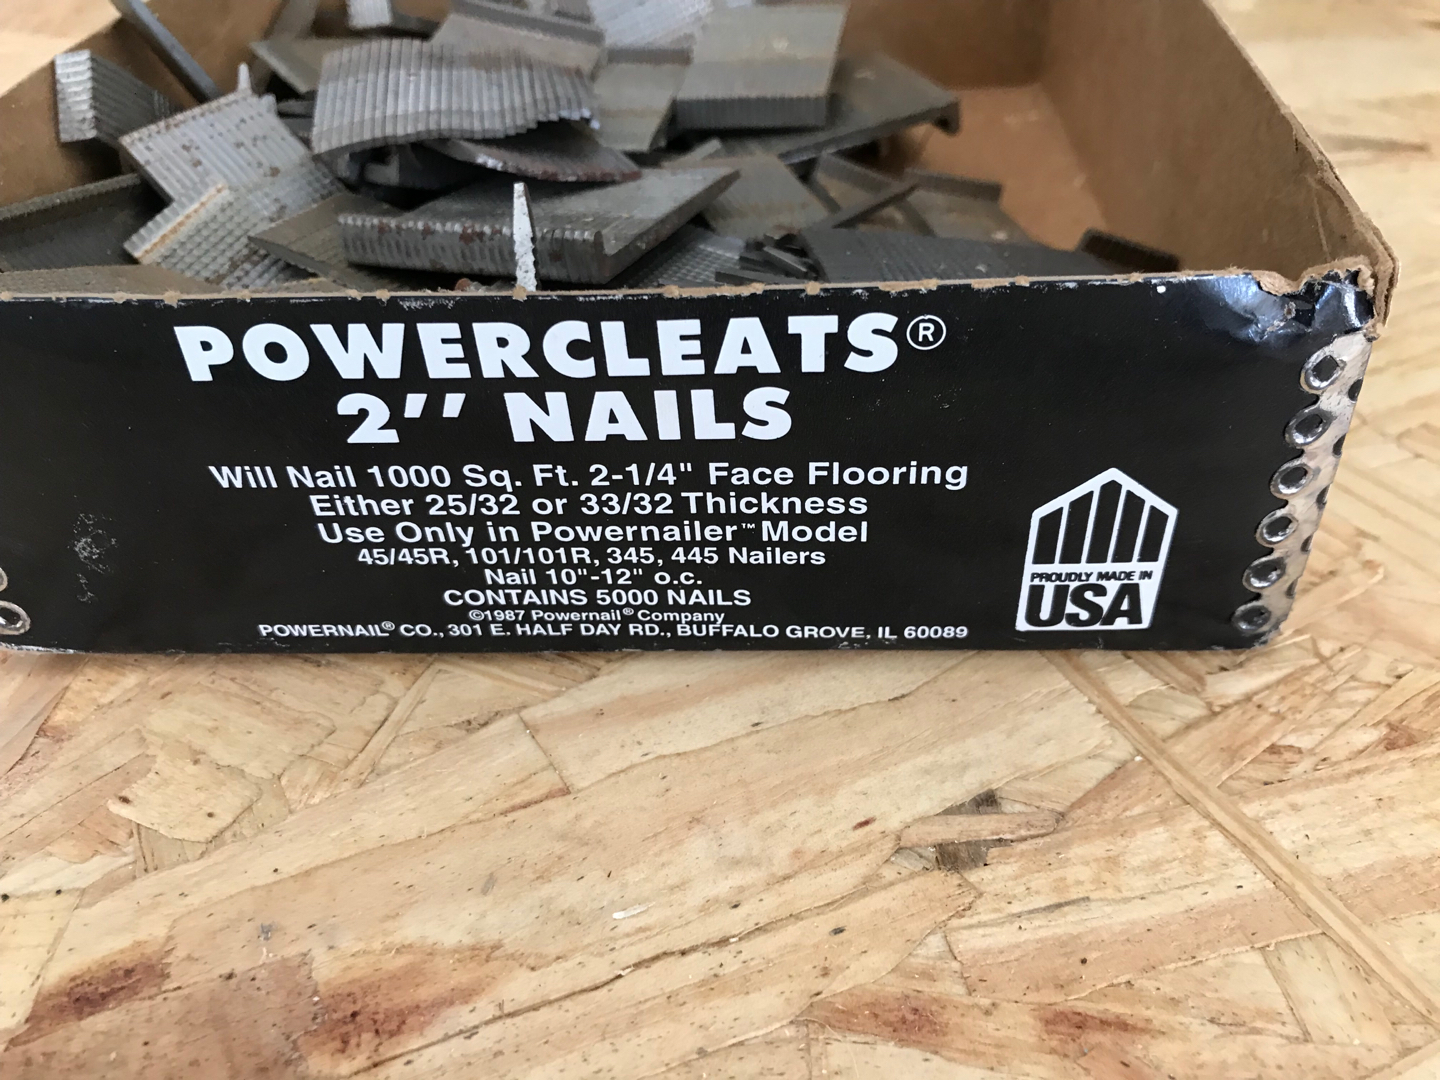 POWERCLEATS®
2'' NAILS
Will Nail 1000 Sq. Ft. 2-1/4" Face Flooring
Either 25/32 or 33/32 Thickness
Use Only in Powernailer™ Model
45/45R, 101/101R, 345, 445 Nailers
Nail 10"-12" o.c.
CONTAINS 5000 NAILS
©1987 Powernail® Company
POWERNAIL® CO., 301 E. HALF DAY RD., BUFFALO GROVE, IL 60089
PROUDLY MADE IN
USA